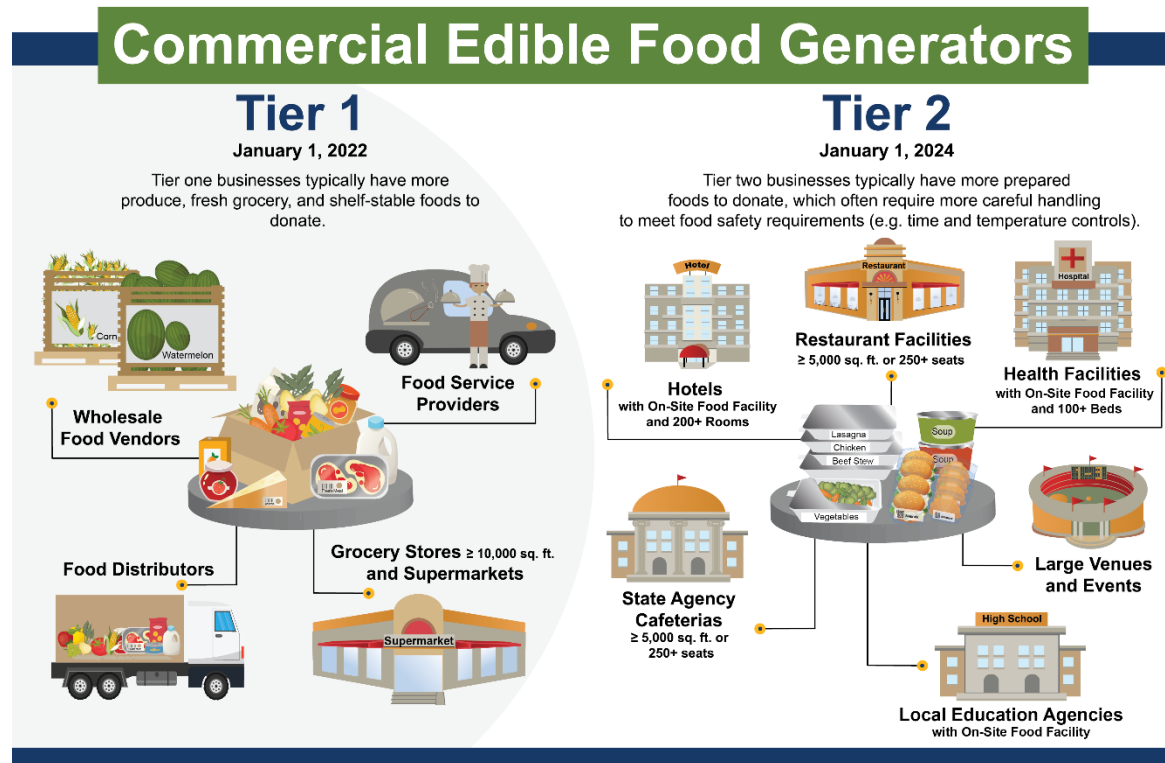 Commercial Edible Food Generators
Tier 1
January 1, 2022
Tier one businesses typically have more
produce, fresh grocery, and shelf-stable foods to
donate.
Corn
Watermelon
Wholesale
Food Vendors
Food Service
Providers
Food Distributors
Grocery Stores ≥ 10,000 sq. ft.
and Supermarkets
Supermarket
Tier 2
January 1, 2024
Tier two businesses typically have more prepared
foods to donate, which often require more careful handling
to meet food safety requirements (e.g. time and temperature controls).
Hotel
Hotels
with On-Site Food Facility
and 200+ Rooms
Restaurant
Restaurant Facilities
≥ 5,000 sq. ft. or 250+ seats
Hospital
Health Facilities
with On-Site Food Facility
and 100+ Beds
Lasagna
Chicken
Beef Stew
Vegetables
Soup
Soup
State Agency
Cafeterias
≥ 5,000 sq. ft. or
250+ seats
Large Venues
and Events
High School
Local Education Agencies
with On-Site Food Facility